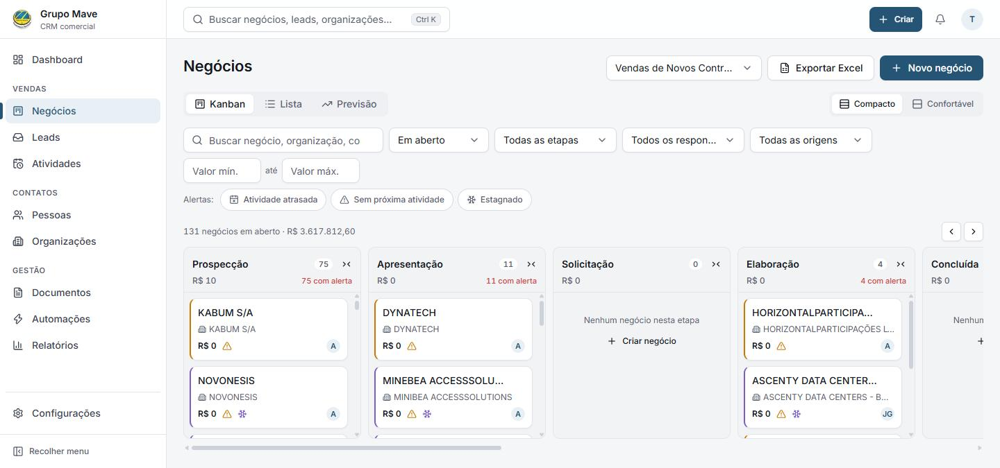 Grupo Mave
CRM comercial
Buscar negócios, leads, organizações... Ctrl K
Criar
T
Dashboard
VENDAS
Negócios
Leads
Atividades
CONTATOS
Pessoas
Organizações
GESTÃO
Documentos
Automações
Relatórios
Configurações
Recolher menu
Negócios
Vendas de Novos Contr...
Exportar Excel
Novo negócio
Kanban Lista Previsão
Compacto Confortável
Buscar negócio, organização, co
Em aberto
Todas as etapas
Todos os respon...
Todas as origens
Valor mín. até Valor máx.
Alertas: Atividade atrasada Sem próxima atividade Estagnado
131 negócios em aberto · R$ 3.617.812,60
Prospecção 75
R$ 10 75 com alerta
KABUM S/A
KABUM S/A
R$ 0 A
NOVONESIS
NOVONESIS
R$ 0 A
Apresentação 11
R$ 0 11 com alerta
DYNATECH
DYNATECH
R$ 0 A
MINEBEA ACCESSSOLU...
MINIBEA ACCESSSOLUTIONS
R$ 0 A
Solicitação 0
R$ 0
Nenhum negócio nesta etapa
Criar negócio
Elaboração 4
R$ 0 4 com alerta
HORIZONTALPARTICIPA...
HORIZONTALPARTICIPAÇÕES L...
R$ 0 A
ASCENTY DATA CENTER...
ASCENTY DATA CENTERS - B...
R$ 0 JG
Concluída
R$ 0
Nenhun